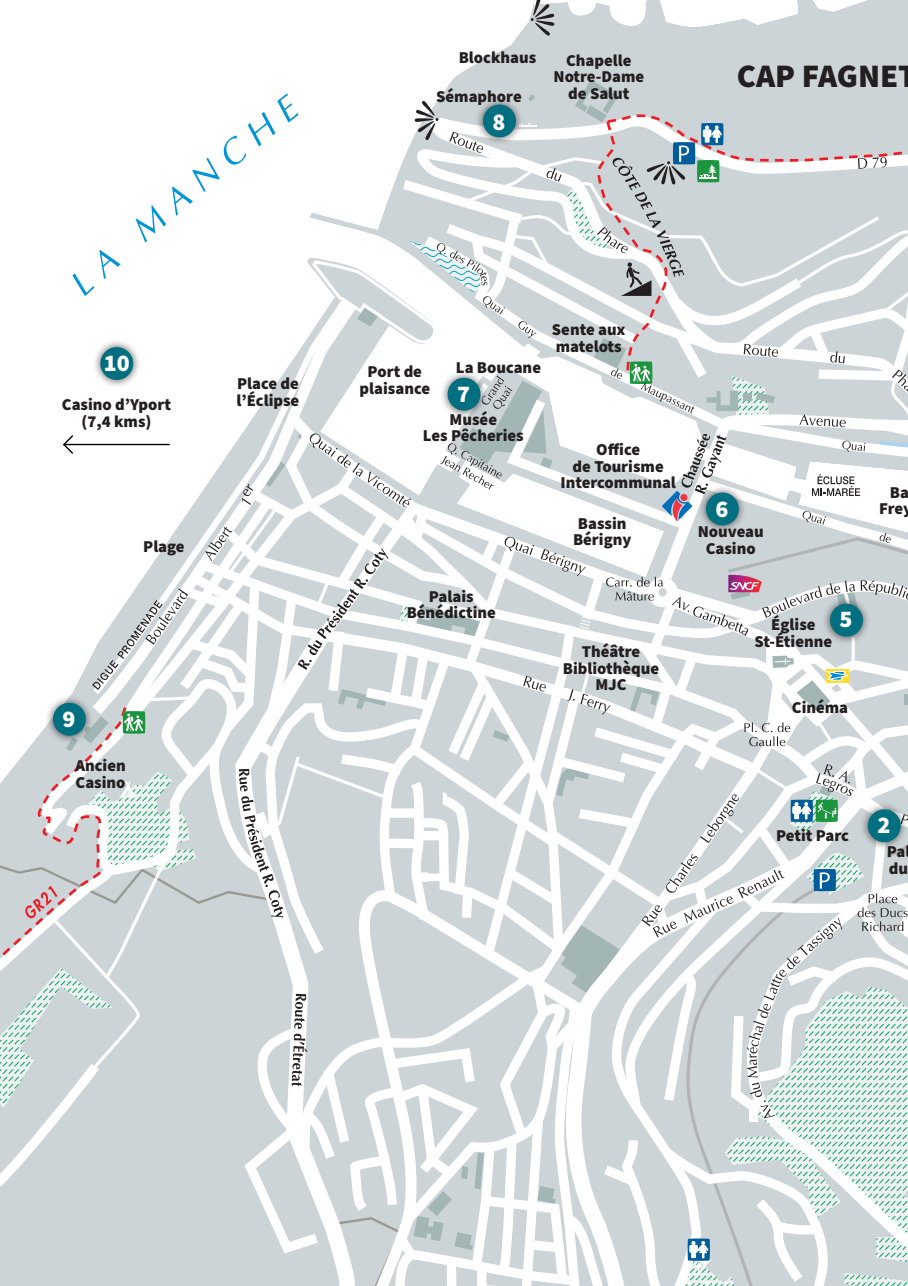 Blockhaus
Chapelle
Notre-Dame
de Salut
CAP FAGNET
Sémaphore
8
Route
du
Phare
P
D 79
CÔTE DE LA VIERGE
LA MANCHE
Q. des Pilotes
Quai
Guy
de
Maupassant
Sente aux
matelots
Route
du
10
Casino d'Yport
(7,4 kms)
Place de
l'Éclipse
Port de
plaisance
La Boucane
7
Grand
Quai
Musée
Les Pêcheries
Q. Capitaine
Jean Recher
Avenue
Quai
Chaussée
R. Gayant
Office
de Tourisme
Intercommunal
ÉCLUSE
MI-MARÉE
Quai
de
6
Nouveau
Casino
Bassin
Bérigny
Quai de la Vicomté
Quai Bérigny
Plage
Boulevard Albert 1er
DIGUE PROMENADE
R. du Président R. Coty
Palais
Bénédictine
Carr. de la
Mâture
SNCF
Av. Gambetta
5
Église
St-Étienne
Théâtre
Bibliothèque
MJC
Rue J. Ferry
Cinéma
Pl. C. de
Gaulle
9
Ancien
Casino
R. A.
Legros
Petit Parc
2
P
Rue du Président R. Coty
Rue Charles Leborgne
Rue Maurice Renault
Place
des Ducs
Richard
GR21
Route d'Étretat
Av. du Maréchal de Lattre de Tassigny